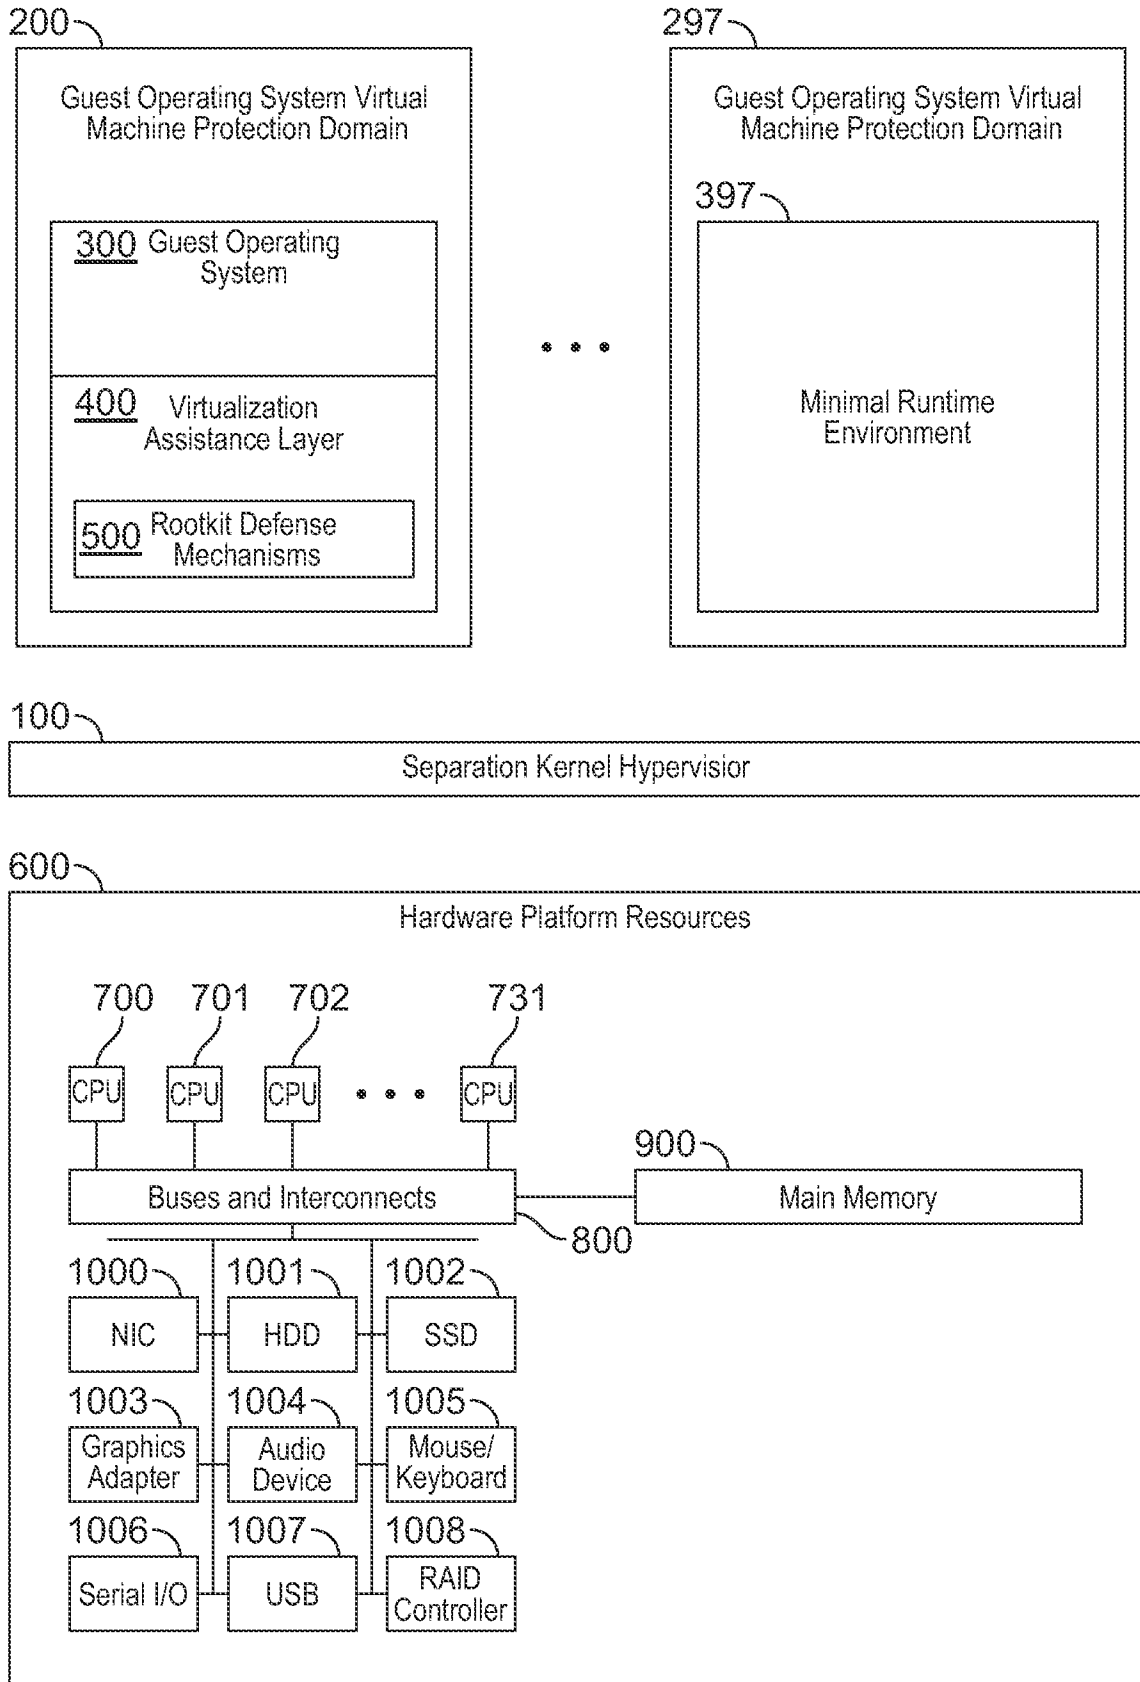 200
297
Guest Operating System Virtual
Machine Protection Domain
Guest Operating System Virtual
Machine Protection Domain
397
300 Guest Operating
System
400 Virtualization
Assistance Layer
Minimal Runtime
Environment
500 Rootkit Defense
Mechanisms
100
Separation Kernel Hypervisior
600
Hardware Platform Resources
700 701 702 731
CPU CPU CPU CPU
900
Buses and Interconnects
Main Memory
800
1000 1001 1002
NIC HDD SSD
1003 1004 1005
Graphics
Adapter
Audio
Device
Mouse/
Keyboard
1006 1007 1008
Serial I/O
USB
RAID
Controller